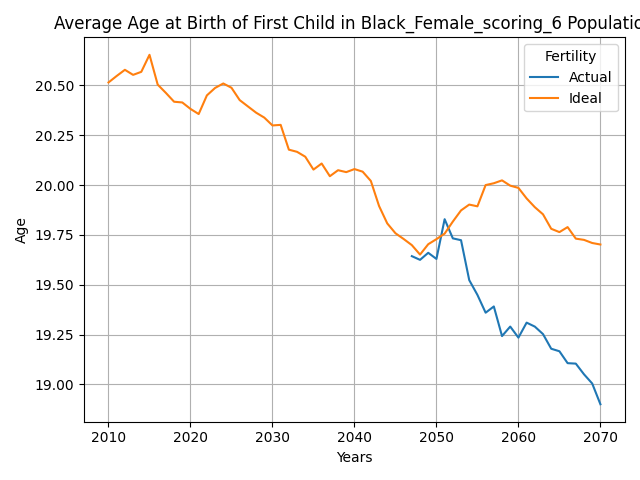 Average Age at Birth of First Child in Black_Female_scoring_6 Populatio
Fertility
Actual
Ideal
Age
20.50
20.25
20.00
19.75
19.50
19.25
19.00
2010 2020 2030 2040 2050 2060 2070
Years